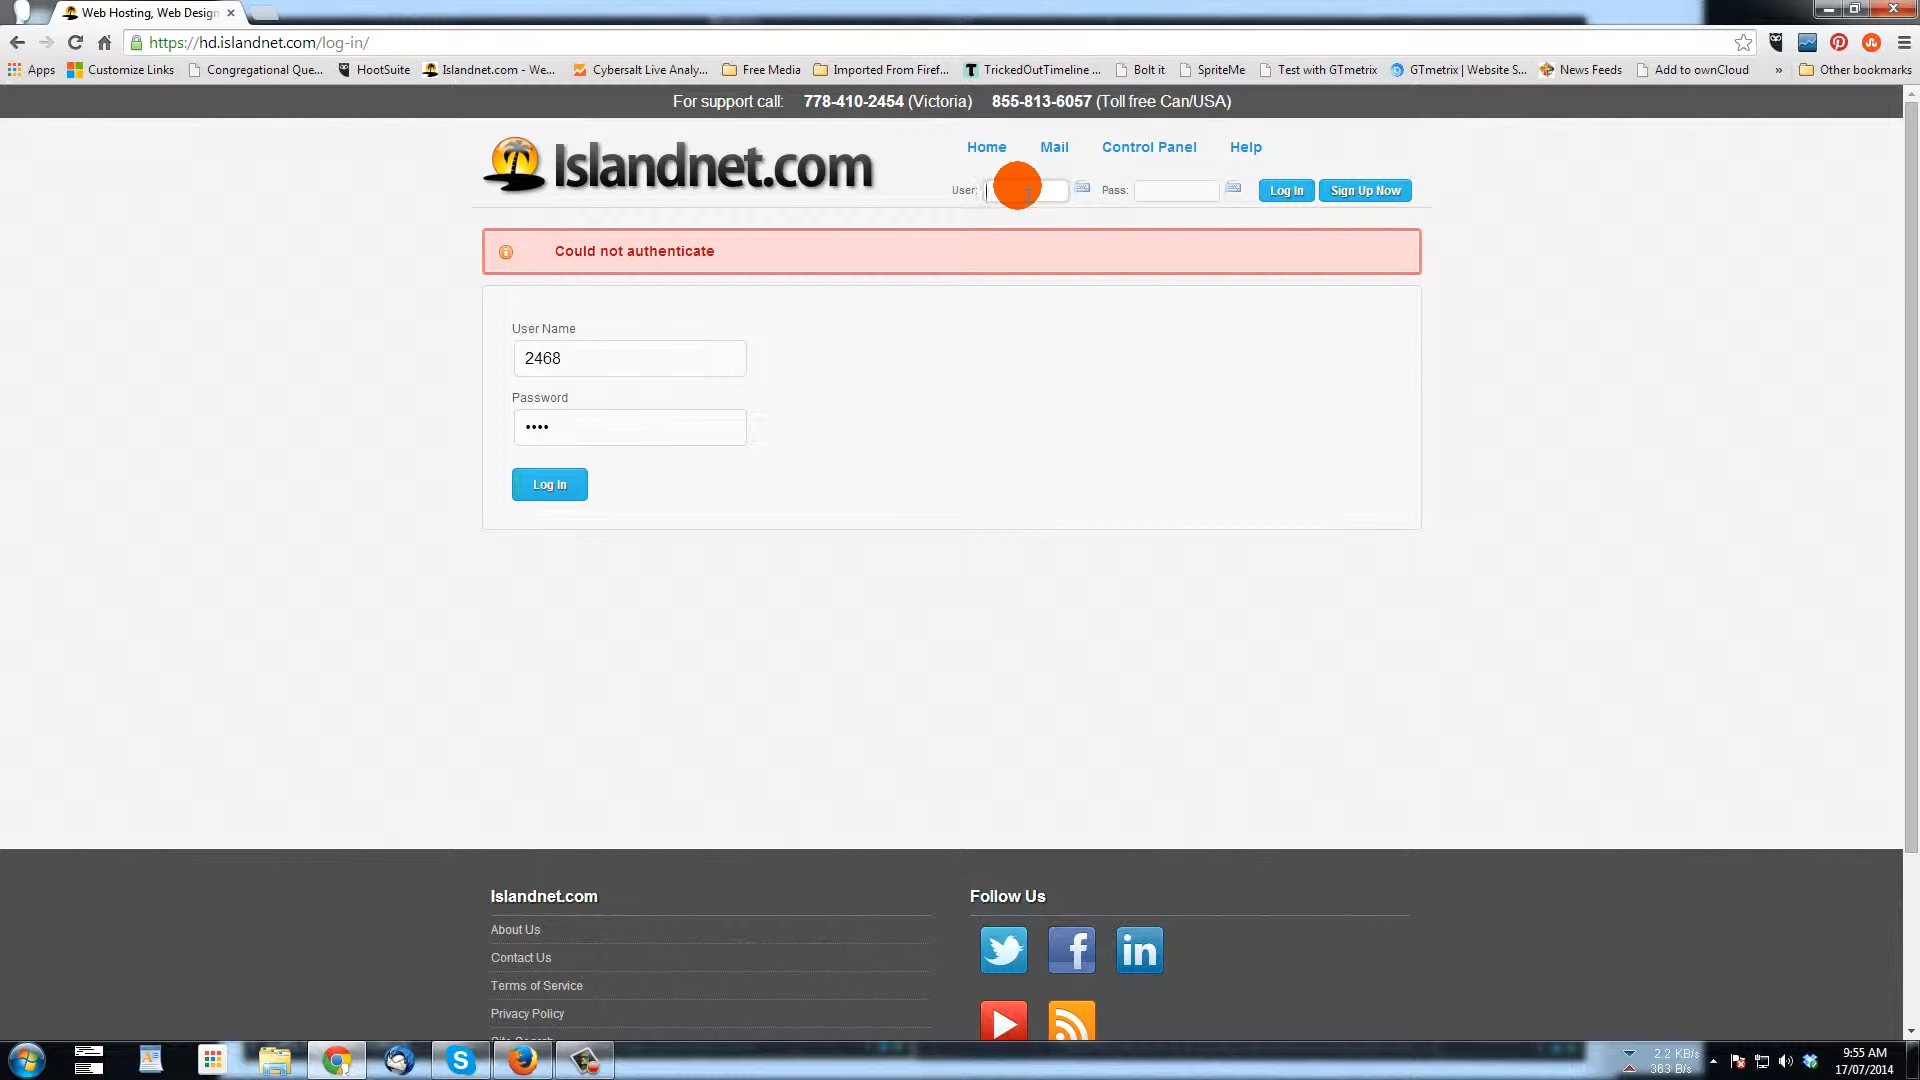 Web Hosting, Web Design
https://hd.islandnet.com/log-in/
Apps Customize Links Congregational Que... HootSuite Islandnet.com - We... Cybersalt Live Analy... Free Media Imported From Firef... TrickedOutTimeline ... Bolt it SpriteMe Test with GTmetrix GTmetrix | Website S... News Feeds Add to ownCloud » Other bookmarks
For support call: 778-410-2454 (Victoria) 855-813-6057 (Toll free Can/USA)
Islandnet.com
Home Mail Control Panel Help
User: Pass: Log In Sign Up Now
Could not authenticate
User Name
2468
Password
••••
Log In
Islandnet.com
About Us
Contact Us
Terms of Service
Privacy Policy
Site Search
Follow Us
2.2 KB/s
363 B/s
9:55 AM
17/07/2014